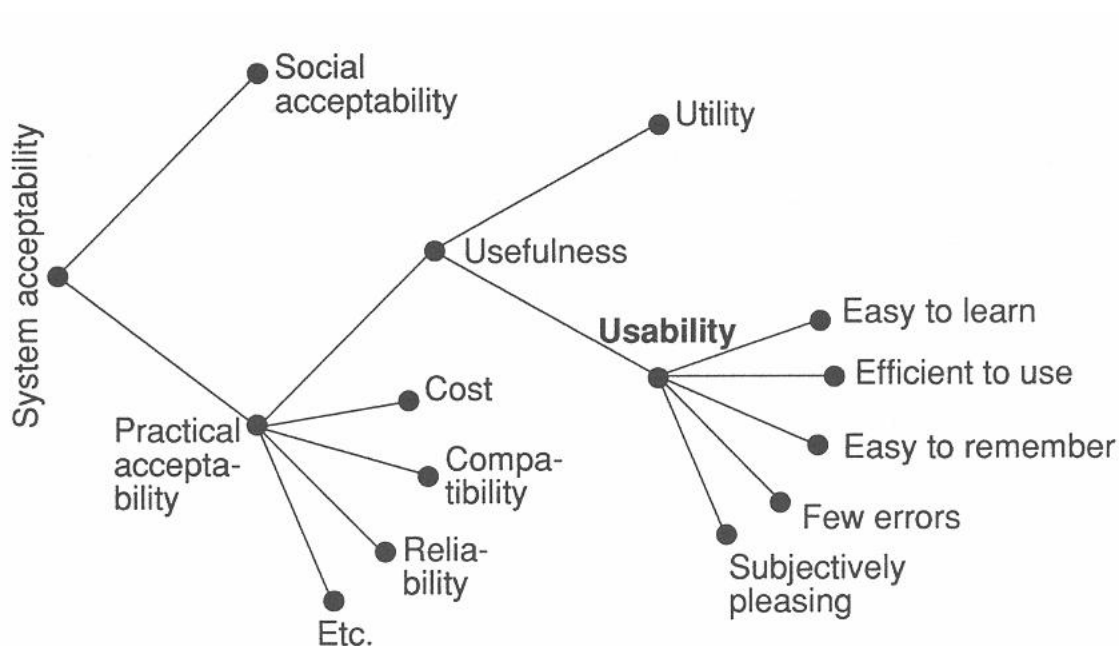 System acceptability
Social
acceptability
Utility
Usefulness
Usability
Easy to learn
Efficient to use
Easy to remember
Few errors
Subjectively
pleasing
Practical
accepta-
bility
Cost
Compa-
tibility
Relia-
bility
Etc.